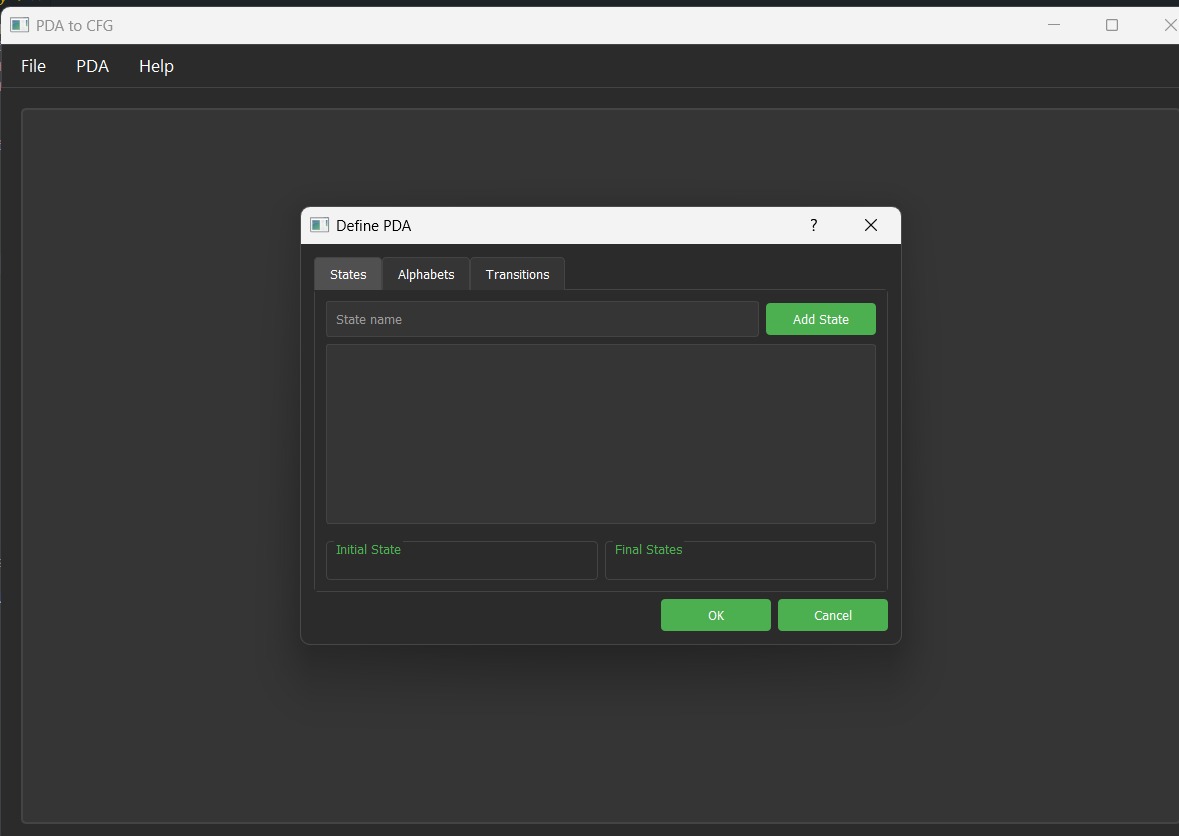 PDA to CFG
File PDA Help
Define PDA ?
States Alphabets Transitions
State name Add State
Initial State Final States
OK Cancel